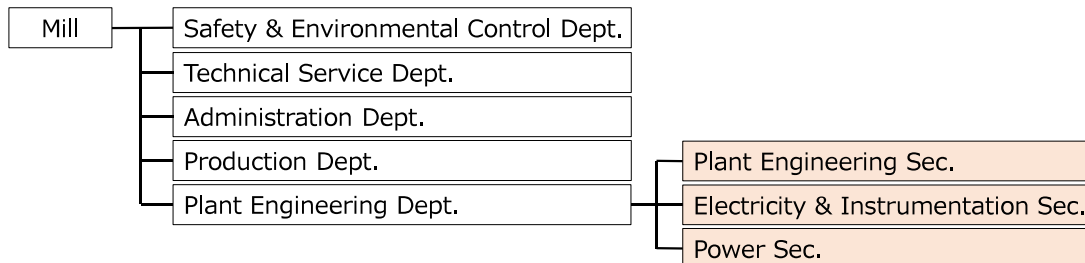 Mill
Safety & Environmental Control Dept.
Technical Service Dept.
Administration Dept.
Production Dept.
Plant Engineering Dept.
Plant Engineering Sec.
Electricity & Instrumentation Sec.
Power Sec.